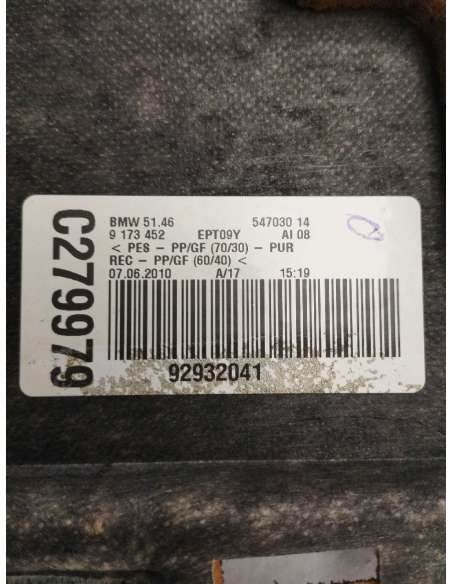 C279979
BMW 51.46 547030 14
9 173 452 EPT09Y AI 08
< PES - PP/GF (70/30) - PUR
REC - PP/GF (60/40) <
07.06.2010 A/17 15:19
92932041